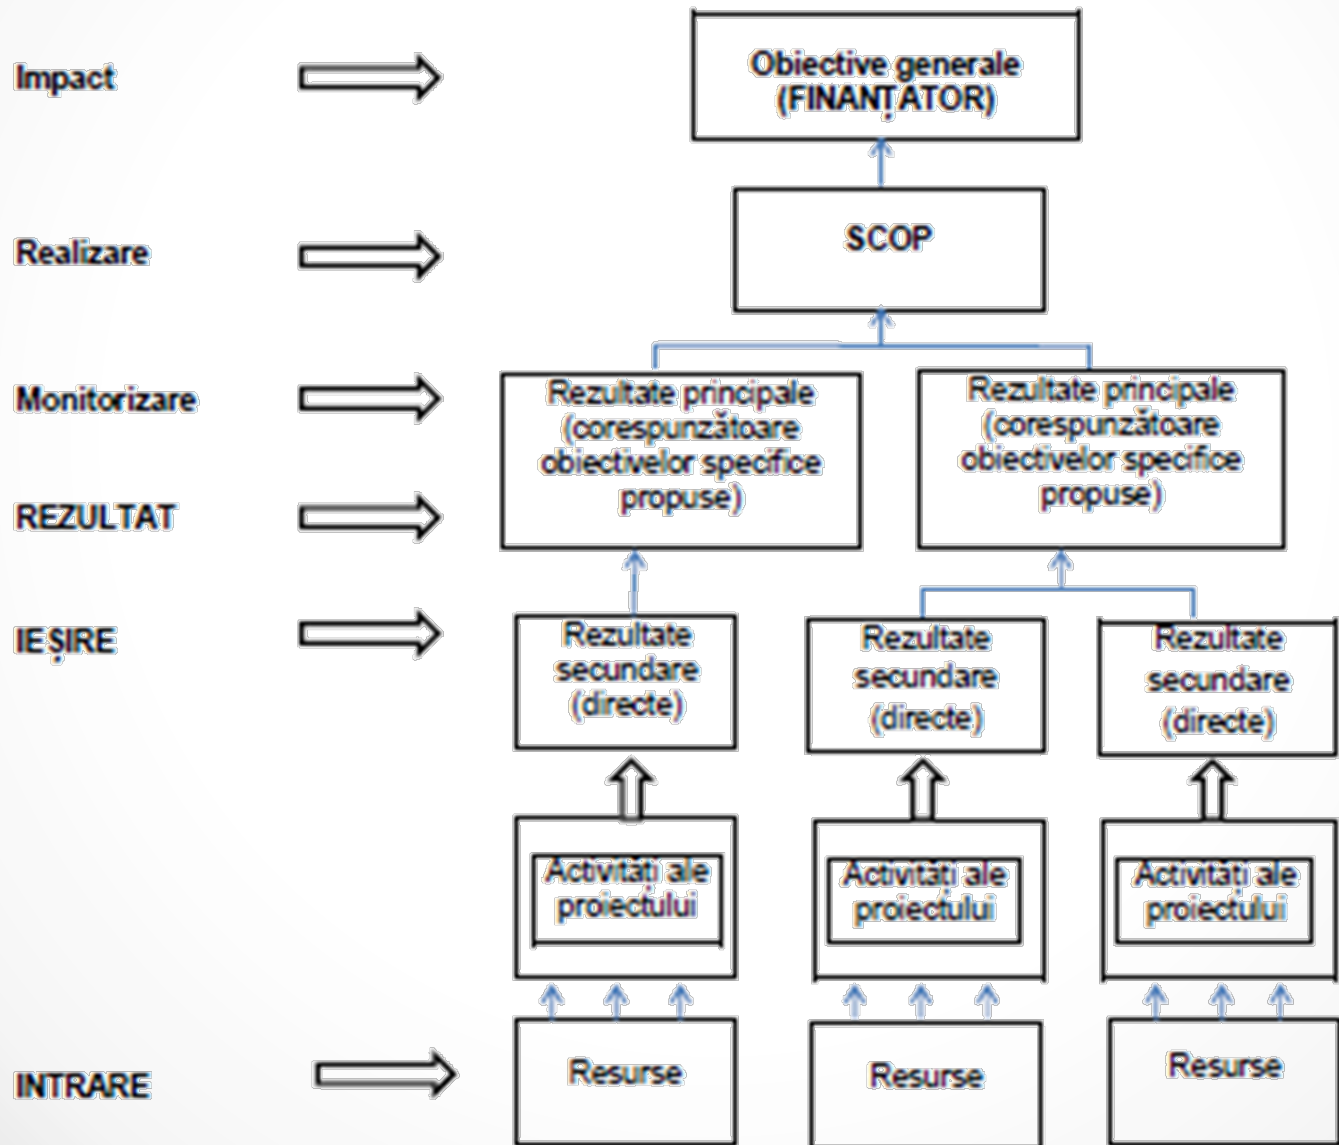 Impact
Obiective generale
(FINANȚATOR)
Realizare
SCOP
Monitorizare
Rezultate principale
(corespunzătoare
obiectivelor specifice
propuse)
Rezultate principale
(corespunzătoare
obiectivelor specifice
propuse)
REZULTAT
IEȘIRE
Rezultate
secundare
(directe)
Rezultate
secundare
(directe)
Rezultate
secundare
(directe)
Activități ale
proiectului
Activități ale
proiectului
Activități ale
proiectului
INTRARE
Resurse
Resurse
Resurse